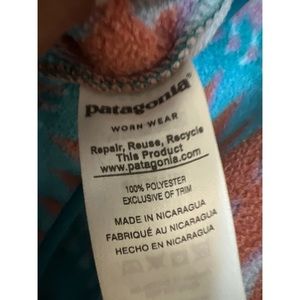 patagonia®
WORN WEAR
Repair, Reuse, Recycle
This Product
www.patagonia.com
100% POLYESTER
EXCLUSIVE OF TRIM
MADE IN NICARAGUA
FABRIQUÉ AU NICARAGUA
HECHO EN NICARAGUA